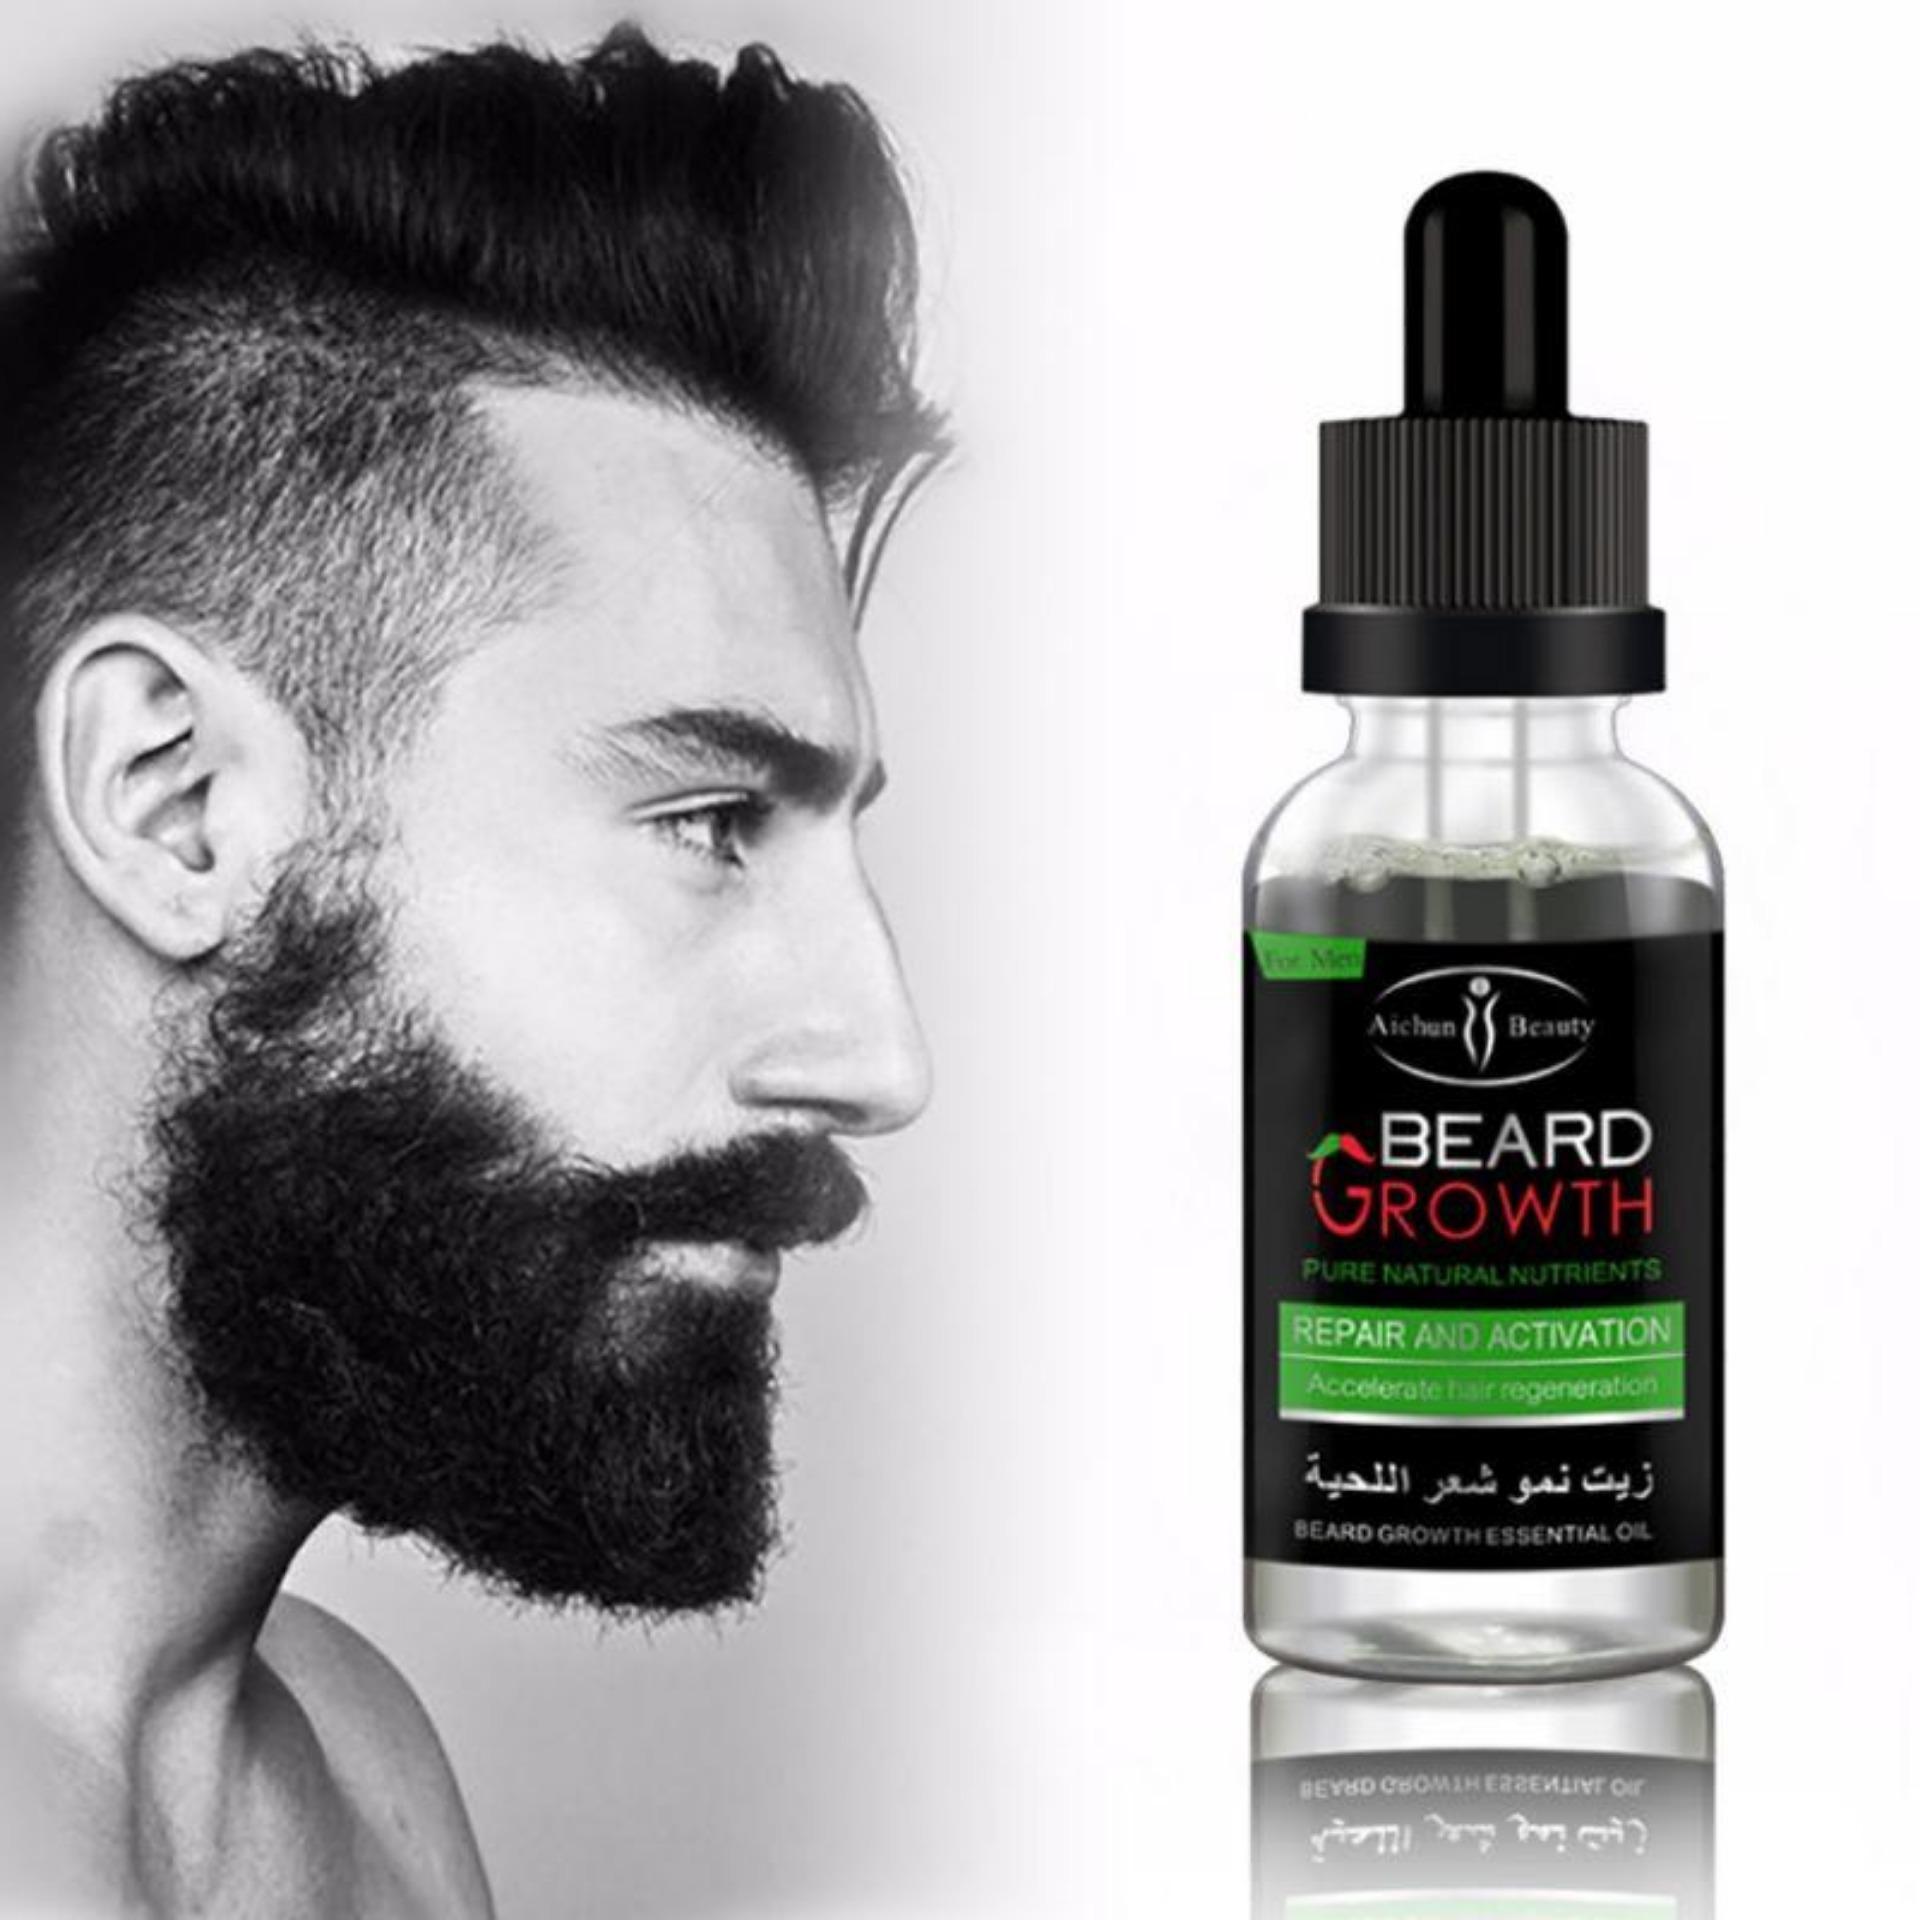 For Men
Aichun Beauty
BEARD
GROWTH
PURE NATURAL NUTRIENTS
REPAIR AND ACTIVATION
Accelerate hair regeneration
زيت نمو شعر اللحية
BEARD GROWTH ESSENTIAL OIL